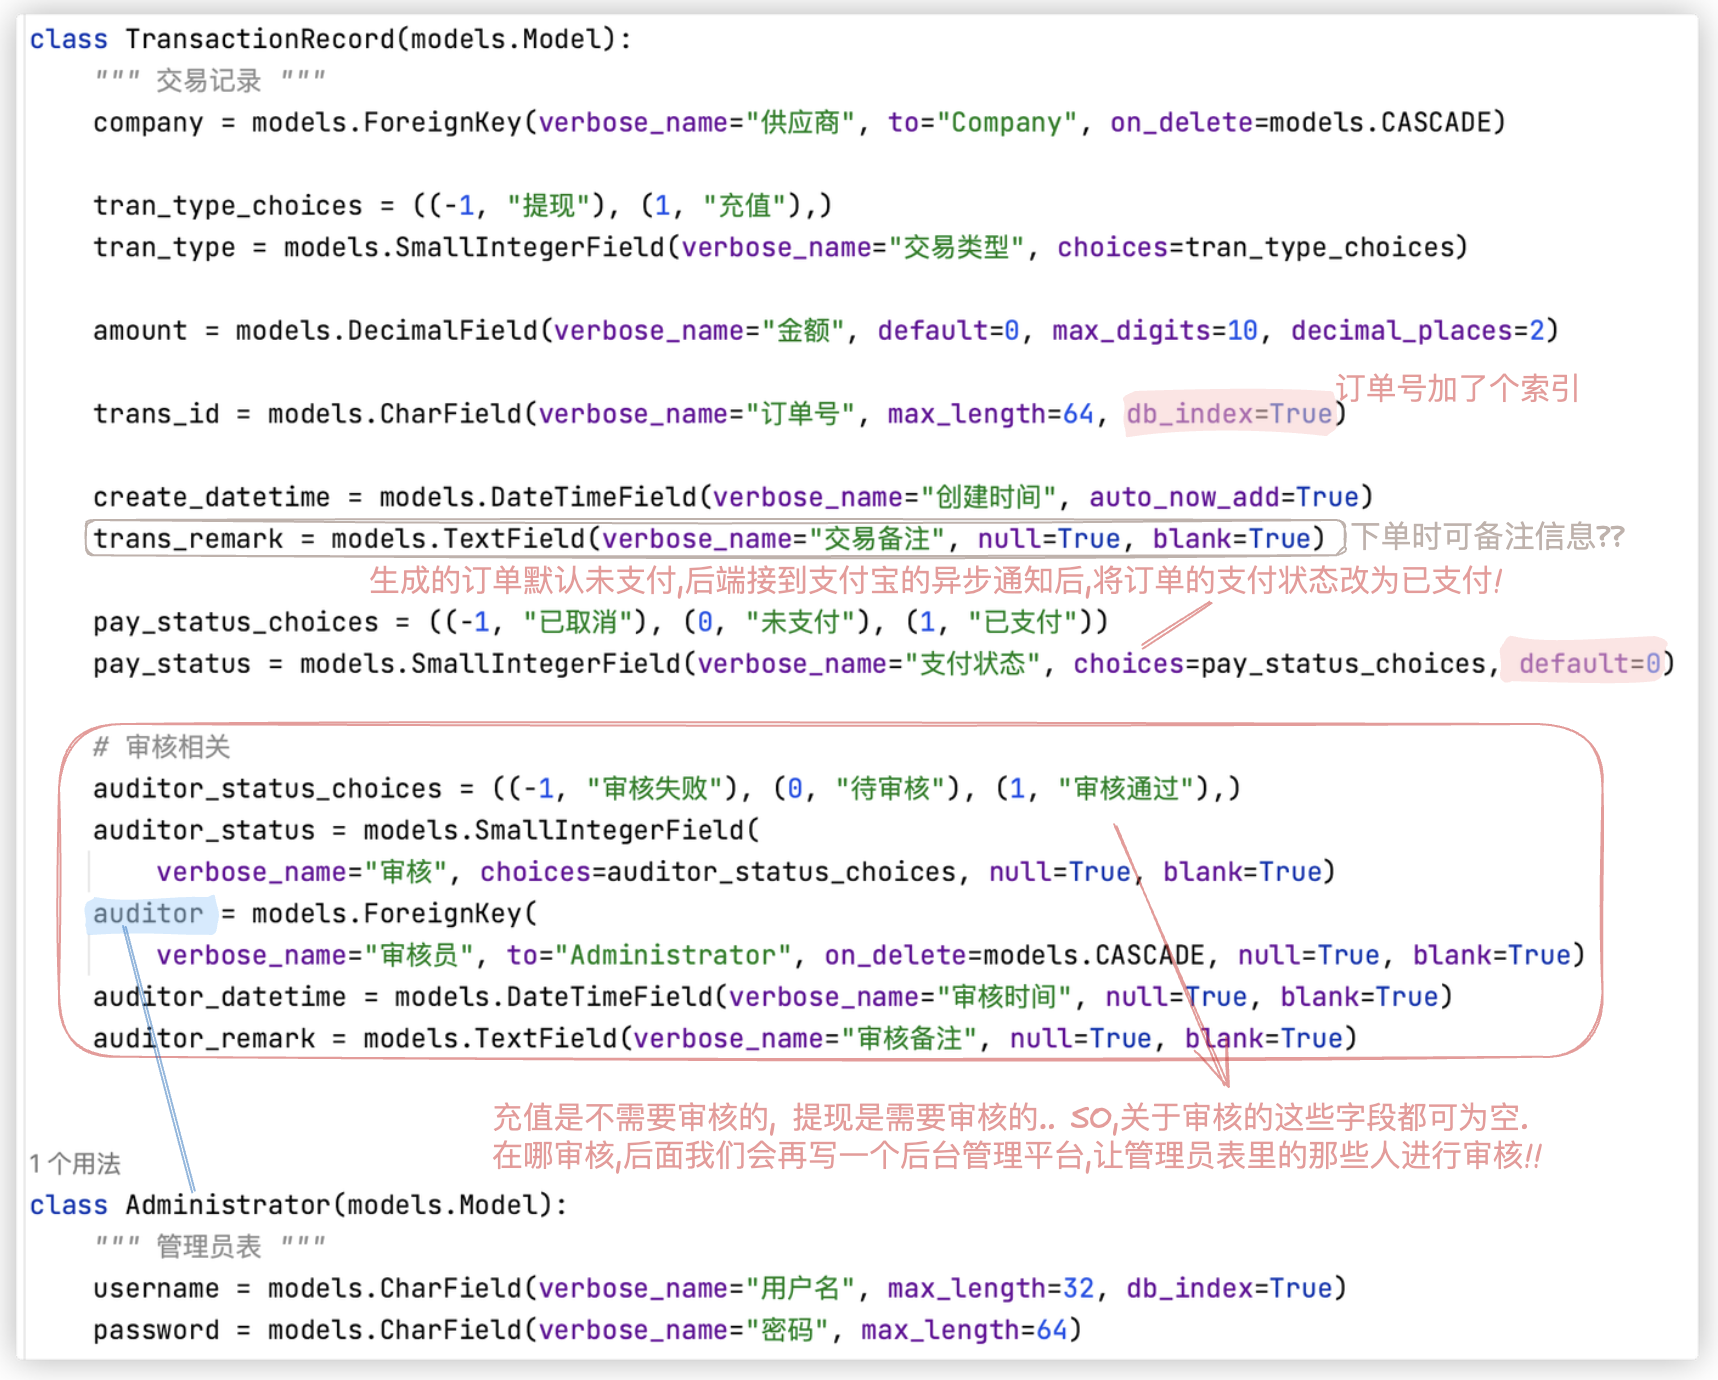 class TransactionRecord(models.Model):
""" 交易记录 """
company = models.ForeignKey(verbose_name="供应商", to="Company", on_delete=models.CASCADE)
tran_type_choices = ((-1, "提现"), (1, "充值"),)
tran_type = models.SmallIntegerField(verbose_name="交易类型", choices=tran_type_choices)
amount = models.DecimalField(verbose_name="金额", default=0, max_digits=10, decimal_places=2)
订单号加了个索引
trans_id = models.CharField(verbose_name="订单号", max_length=64, db_index=True)
create_datetime = models.DateTimeField(verbose_name="创建时间", auto_now_add=True)
trans_remark = models.TextField(verbose_name="交易备注", null=True, blank=True) 下单时可备注信息??
生成的订单默认未支付,后端接到支付宝的异步通知后,将订单的支付状态改为已支付!
pay_status_choices = ((-1, "已取消"), (0, "未支付"), (1, "已支付"))
pay_status = models.SmallIntegerField(verbose_name="支付状态", choices=pay_status_choices, default=0)
# 审核相关
auditor_status_choices = ((-1, "审核失败"), (0, "待审核"), (1, "审核通过"),)
auditor_status = models.SmallIntegerField(
verbose_name="审核", choices=auditor_status_choices, null=True, blank=True)
auditor = models.ForeignKey(
verbose_name="审核员", to="Administrator", on_delete=models.CASCADE, null=True, blank=True)
auditor_datetime = models.DateTimeField(verbose_name="审核时间", null=True, blank=True)
auditor_remark = models.TextField(verbose_name="审核备注", null=True, blank=True)
充值是不需要审核的, 提现是需要审核的.. SO,关于审核的这些字段都可为空.
在哪审核,后面我们会再写一个后台管理平台,让管理员表里的那些人进行审核!!
1 个用法
class Administrator(models.Model):
""" 管理员表 """
username = models.CharField(verbose_name="用户名", max_length=32, db_index=True)
password = models.CharField(verbose_name="密码", max_length=64)